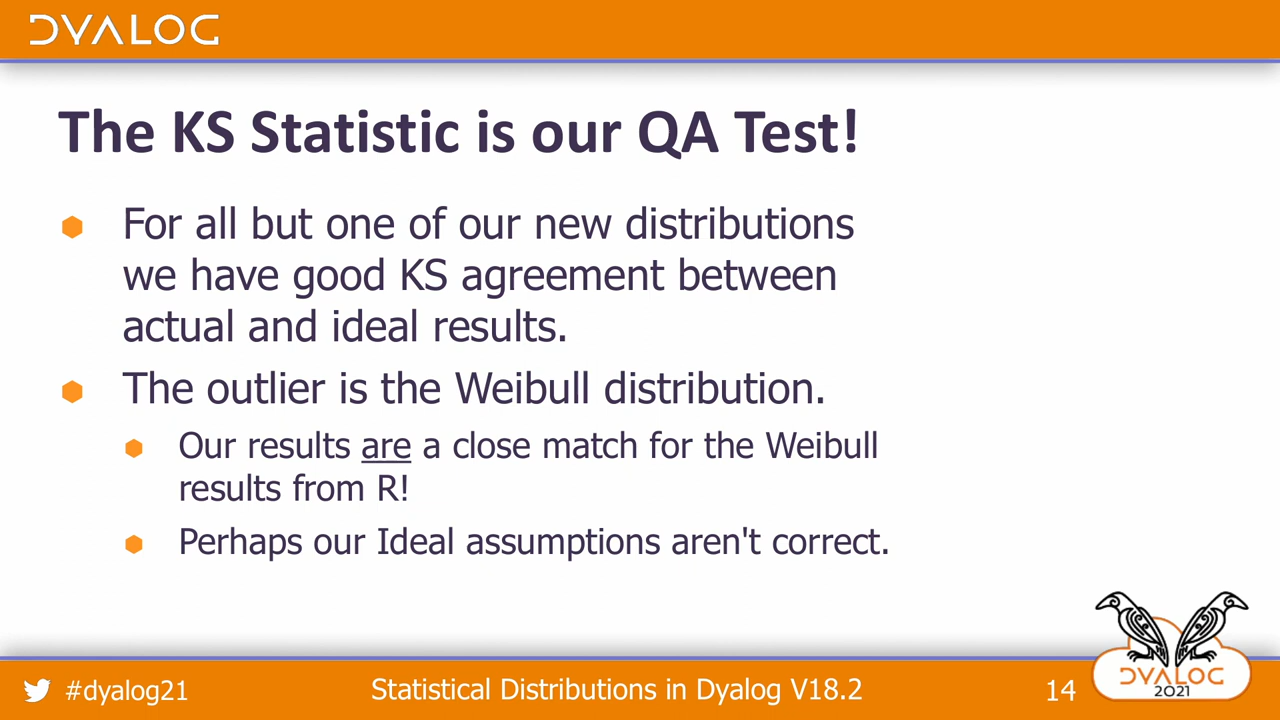 DYALOG
The KS Statistic is our QA Test!
For all but one of our new distributions
we have good KS agreement between
actual and ideal results.
The outlier is the Weibull distribution.
Our results are a close match for the Weibull
results from R!
Perhaps our Ideal assumptions aren't correct.
#dyalog21
Statistical Distributions in Dyalog V18.2
14
DYALOG
2021